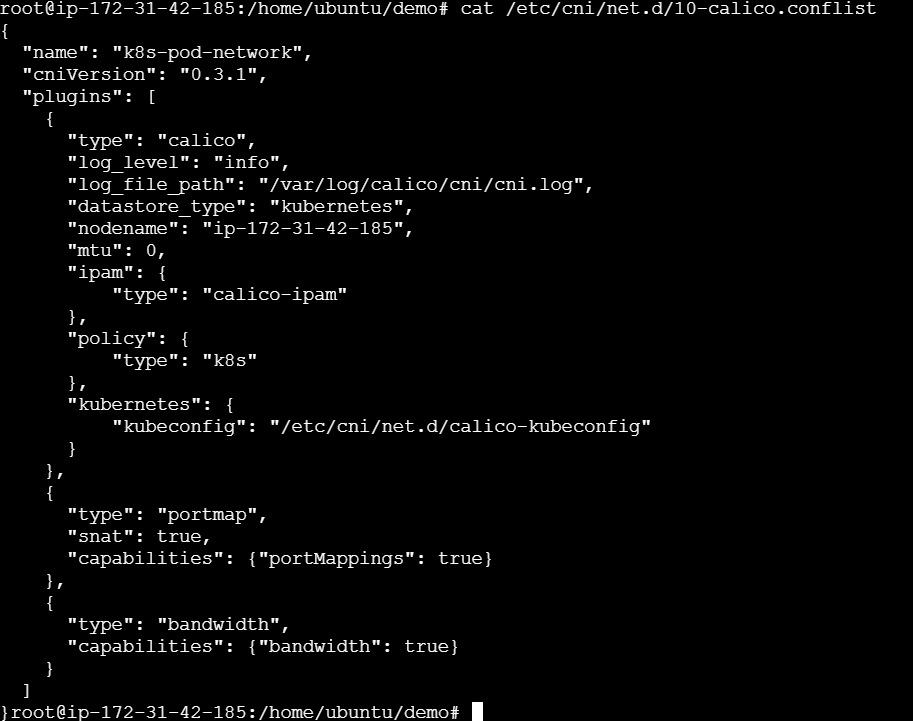 root@ip-172-31-42-185:/home/ubuntu/demo# cat /etc/cni/net.d/10-calico.conflist
{
  "name": "k8s-pod-network",
  "cniVersion": "0.3.1",
  "plugins": [
    {
      "type": "calico",
      "log_level": "info",
      "log_file_path": "/var/log/calico/cni/cni.log",
      "datastore_type": "kubernetes",
      "nodename": "ip-172-31-42-185",
      "mtu": 0,
      "ipam": {
          "type": "calico-ipam"
      },
      "policy": {
          "type": "k8s"
      },
      "kubernetes": {
          "kubeconfig": "/etc/cni/net.d/calico-kubeconfig"
      }
    },
    {
      "type": "portmap",
      "snat": true,
      "capabilities": {"portMappings": true}
    },
    {
      "type": "bandwidth",
      "capabilities": {"bandwidth": true}
    }
  ]
}root@ip-172-31-42-185:/home/ubuntu/demo#